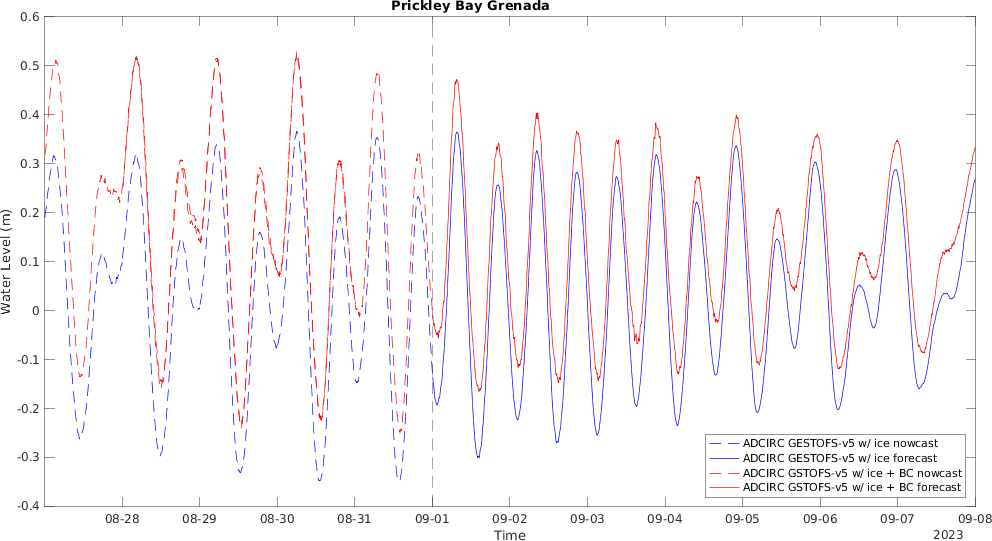 Prickley Bay Grenada
0.6
0.5
0.4
0.3
0.2
0.1
0
-0.1
-0.2
-0.3
-0.4
Water Level (m)
08-28 08-29 08-30 08-31 09-01 09-02 09-03 09-04 09-05 09-06 09-07 09-08
Time
2023
ADCIRC GESTOFS-v5 w/ ice nowcast
ADCIRC GESTOFS-v5 w/ ice forecast
ADCIRC GSTOFS-v5 w/ ice + BC nowcast
ADCIRC GSTOFS-v5 w/ ice + BC forecast